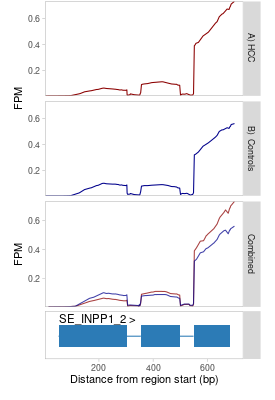 0.6
0.4
0.2
FPM
A) HCC
0.6
0.4
0.2
B) Controls
0.6
0.4
0.2
FPM
Combined
SE_INPP1_2 >
200
400
600
Distance from region start (bp)